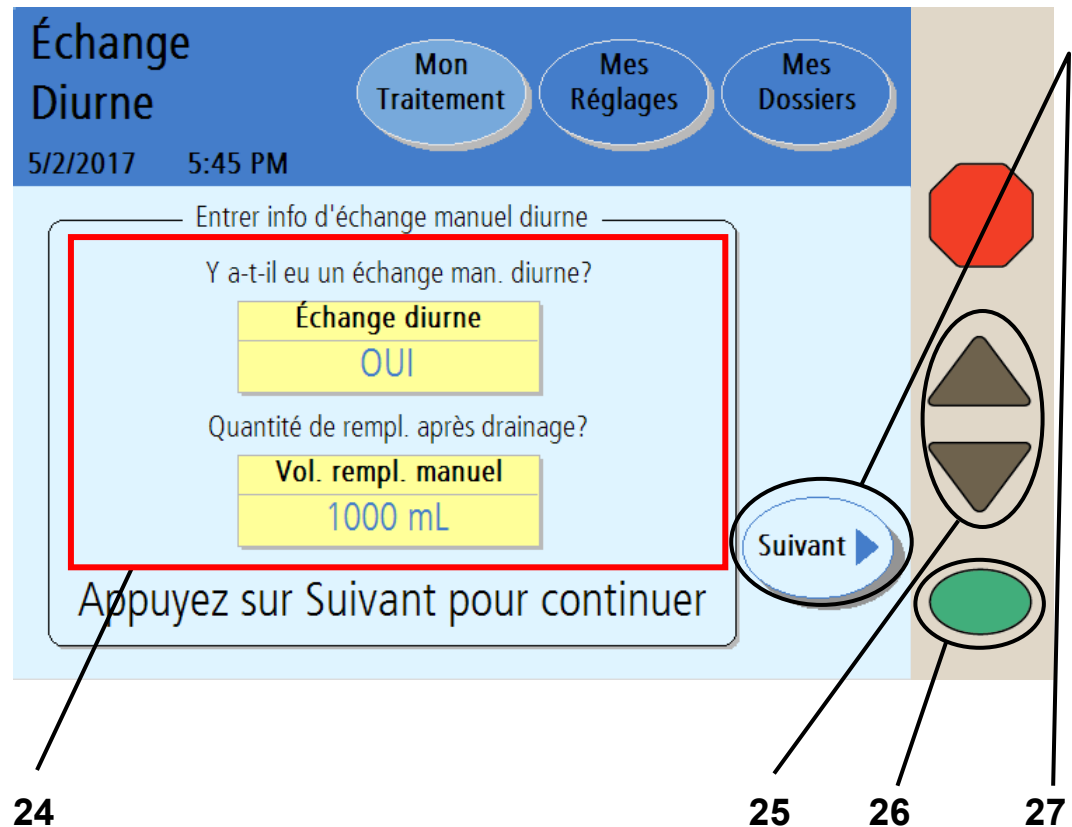 Échange
Diurne
Mon
Traitement
Mes
Réglages
Mes
Dossiers
5/2/2017 5:45 PM
Entrer info d'échange manuel diurne
Y a-t-il eu un échange man. diurne?
Échange diurne
OUI
Quantité de rempl. après drainage?
Vol. rempl. manuel
1000 mL
Suivant
Appuyez sur Suivant pour continuer
24 25 26 27